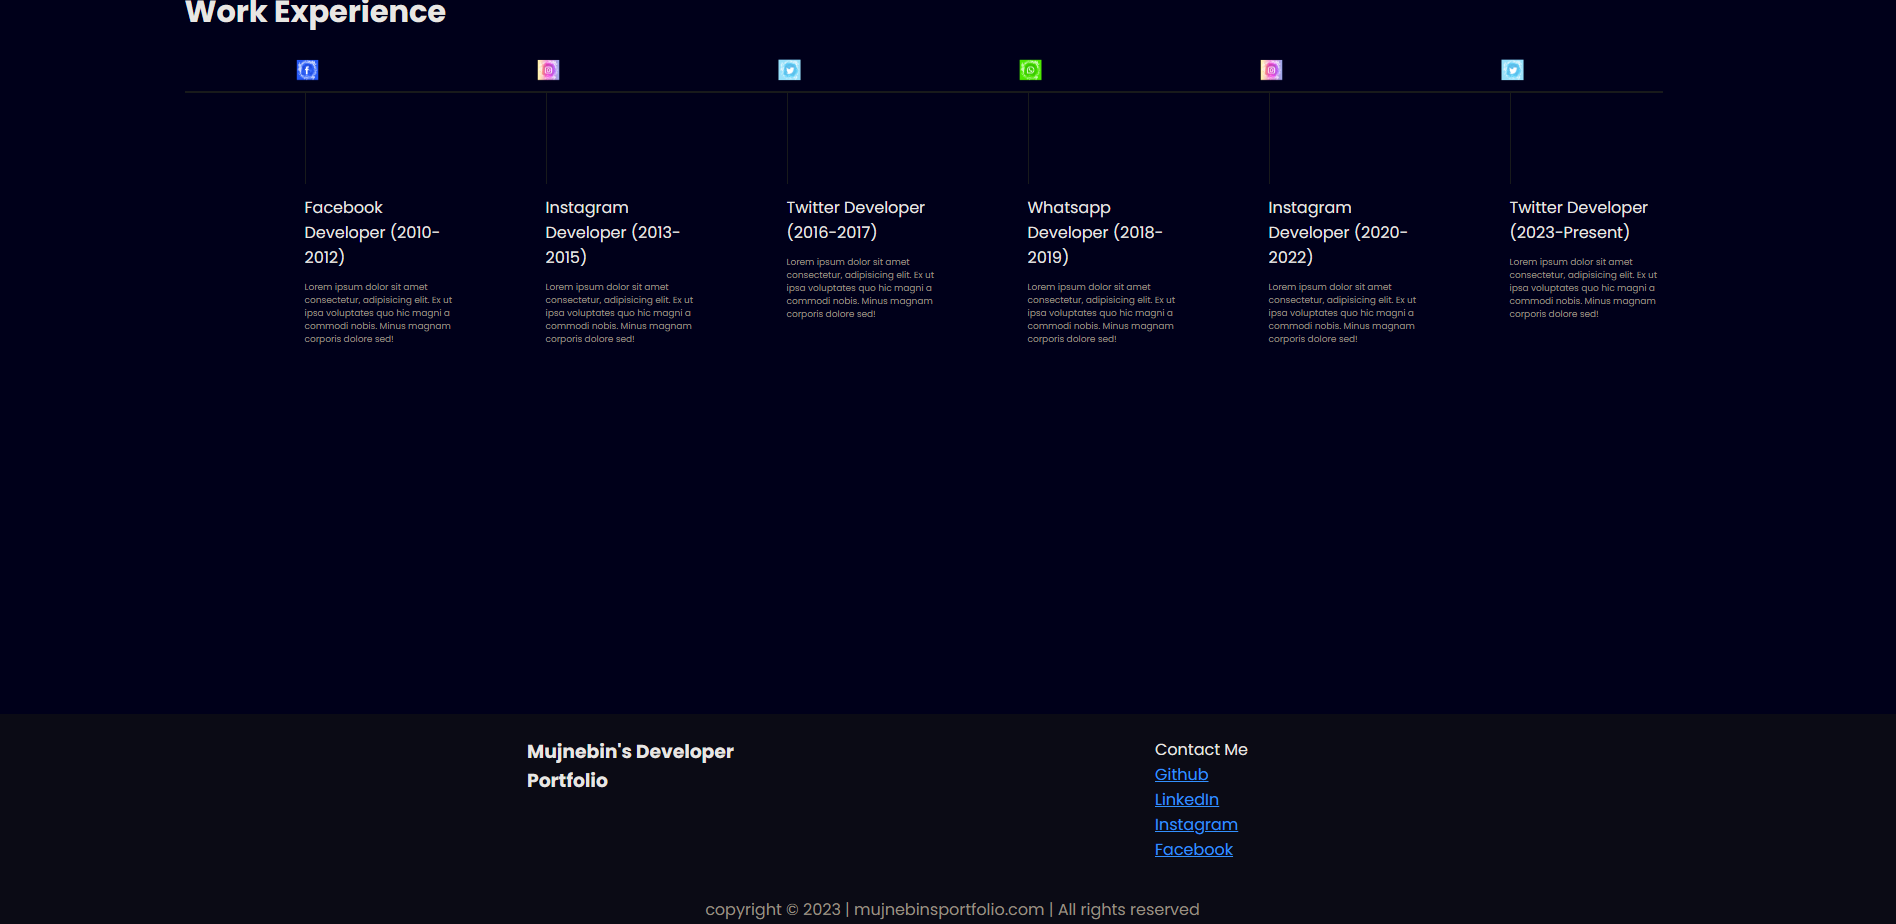 Work Experience
Facebook
Developer (2010-
2012)
Lorem ipsum dolor sit amet
consectetur, adipisicing elit. Ex ut
ipsa voluptates quo hic magni a
commodi nobis. Minus magnam
corporis dolore sed!
Instagram
Developer (2013-
2015)
Lorem ipsum dolor sit amet
consectetur, adipisicing elit. Ex ut
ipsa voluptates quo hic magni a
commodi nobis. Minus magnam
corporis dolore sed!
Twitter Developer
(2016-2017)
Lorem ipsum dolor sit amet
consectetur, adipisicing elit. Ex ut
ipsa voluptates quo hic magni a
commodi nobis. Minus magnam
corporis dolore sed!
Whatsapp
Developer (2018-
2019)
Lorem ipsum dolor sit amet
consectetur, adipisicing elit. Ex ut
ipsa voluptates quo hic magni a
commodi nobis. Minus magnam
corporis dolore sed!
Instagram
Developer (2020-
2022)
Lorem ipsum dolor sit amet
consectetur, adipisicing elit. Ex ut
ipsa voluptates quo hic magni a
commodi nobis. Minus magnam
corporis dolore sed!
Twitter Developer
(2023-Present)
Lorem ipsum dolor sit amet
consectetur, adipisicing elit. Ex ut
ipsa voluptates quo hic magni a
commodi nobis. Minus magnam
corporis dolore sed!
Mujnebin's Developer
Portfolio
Contact Me
Github
LinkedIn
Instagram
Facebook
copyright © 2023 | mujnebinsportfolio.com | All rights reserved